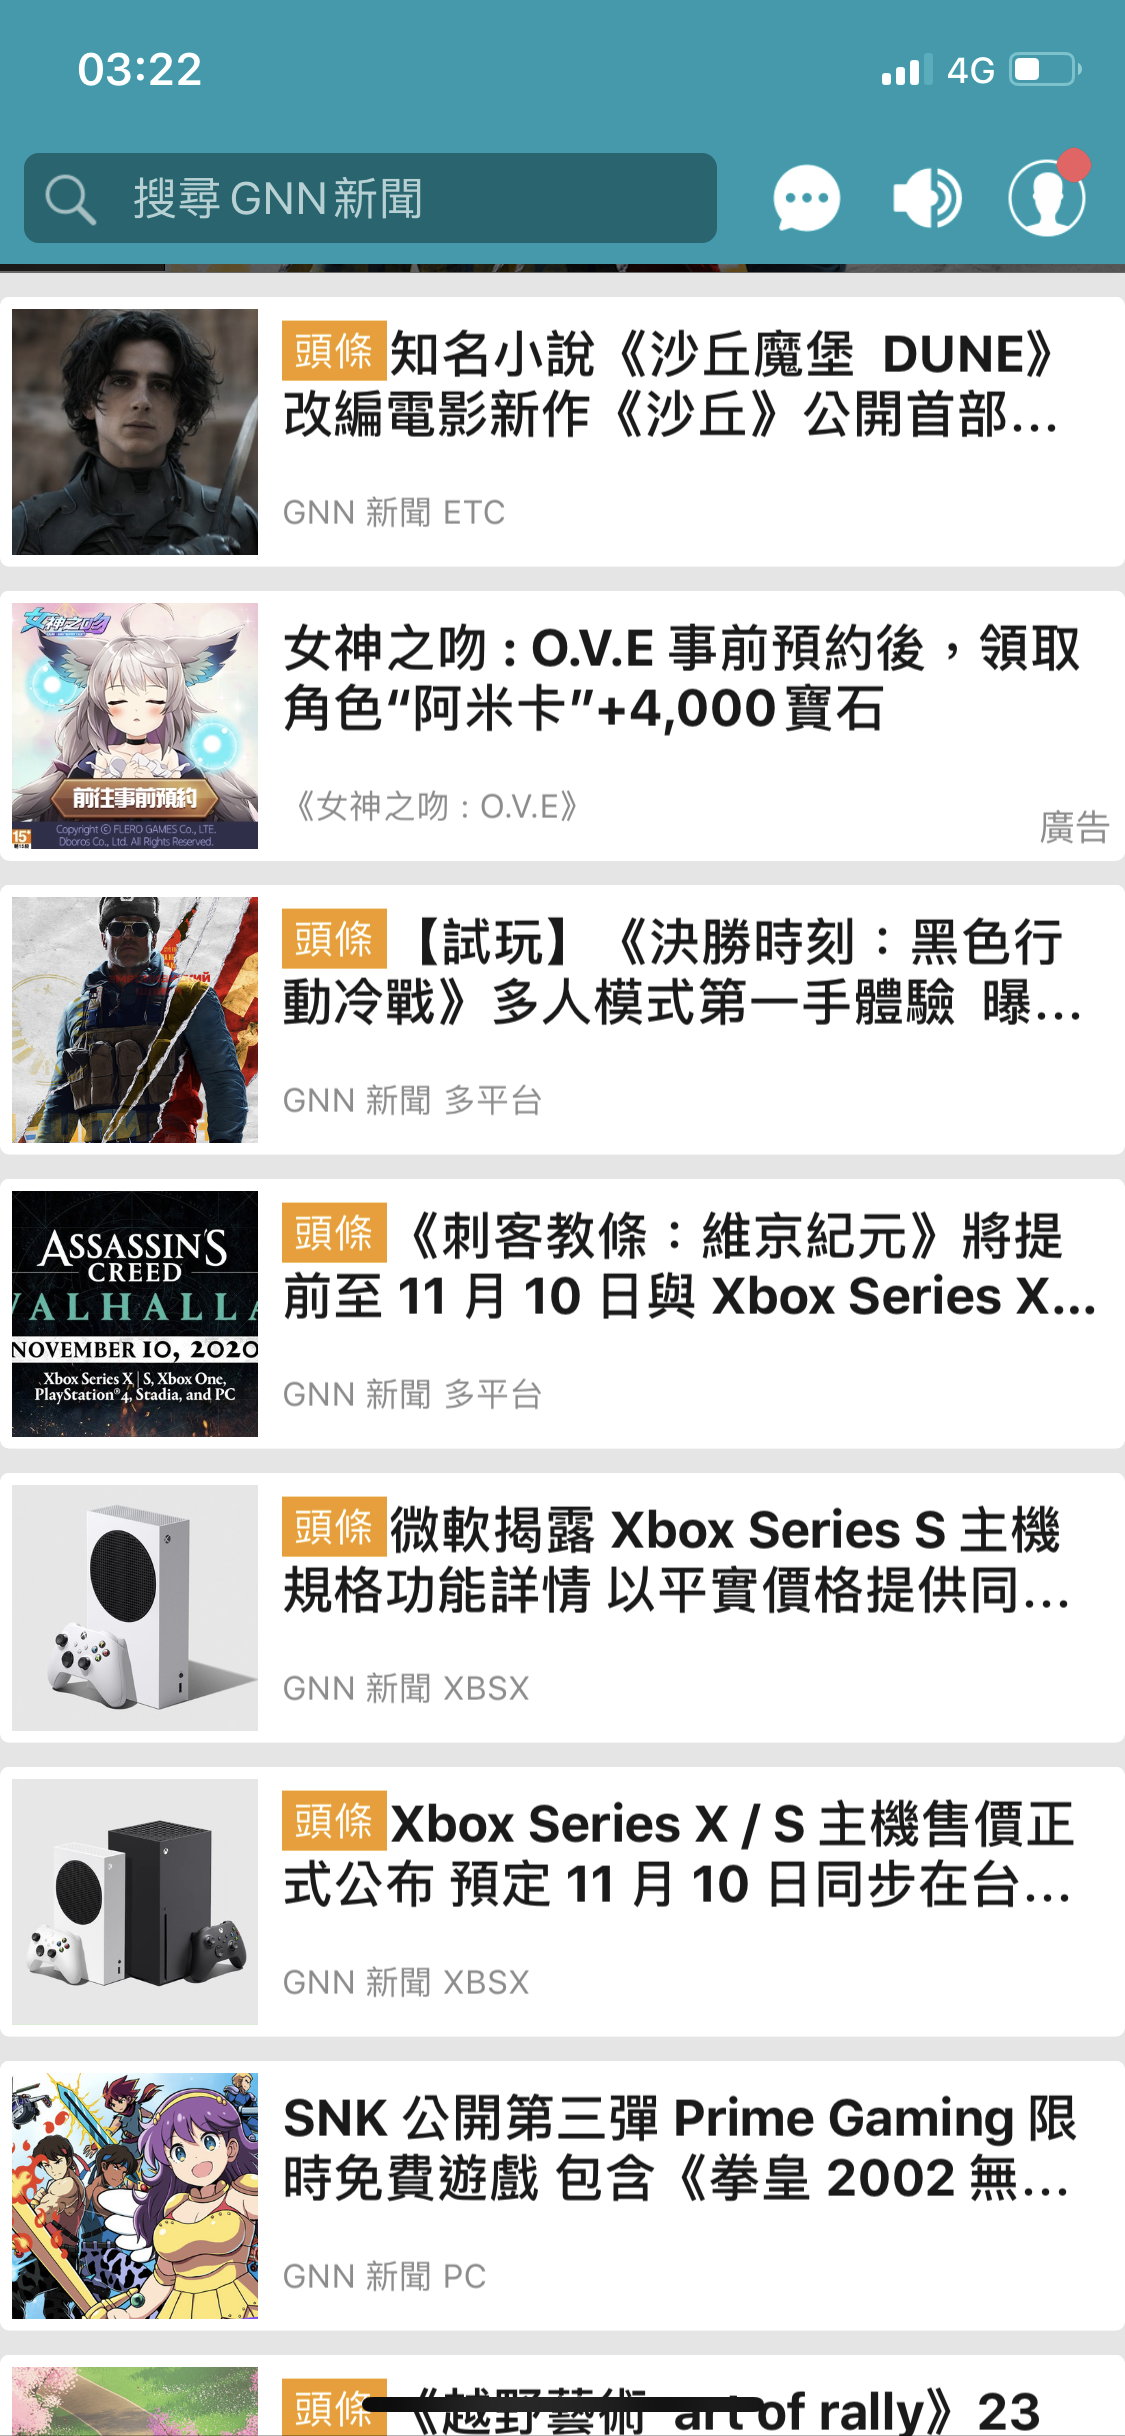 03:22
4G
搜尋 GNN 新聞
頭條 知名小說《沙丘魔堡 DUNE》
改編電影新作《沙丘》公開首部...
GNN 新聞 ETC
女神之吻
前往事前預約
15+
Copyright © FLERO GAMES Co., LTE.
Dboros Co., Ltd. All Rights Reserved.
女神之吻 : O.V.E 事前預約後，領取
角色“阿米卡”+4,000 寶石
《女神之吻 : O.V.E》
廣告
頭條 【試玩】《決勝時刻：黑色行
動冷戰》多人模式第一手體驗 曝...
GNN 新聞 多平台
ASSASSIN'S
CREED
VALHALLA
NOVEMBER 10, 2020
Xbox Series X | S, Xbox One,
PlayStation®4, Stadia, and PC
頭條 《刺客教條：維京紀元》將提
前至 11 月 10 日與 Xbox Series X...
GNN 新聞 多平台
頭條 微軟揭露 Xbox Series S 主機
規格功能詳情 以平實價格提供同...
GNN 新聞 XBSX
頭條 Xbox Series X / S 主機售價正
式公布 預定 11 月 10 日同步在台...
GNN 新聞 XBSX
SNK 公開第三彈 Prime Gaming 限
時免費遊戲 包含《拳皇 2002 無...
GNN 新聞 PC
頭條 《越野藝術 art of rally》23